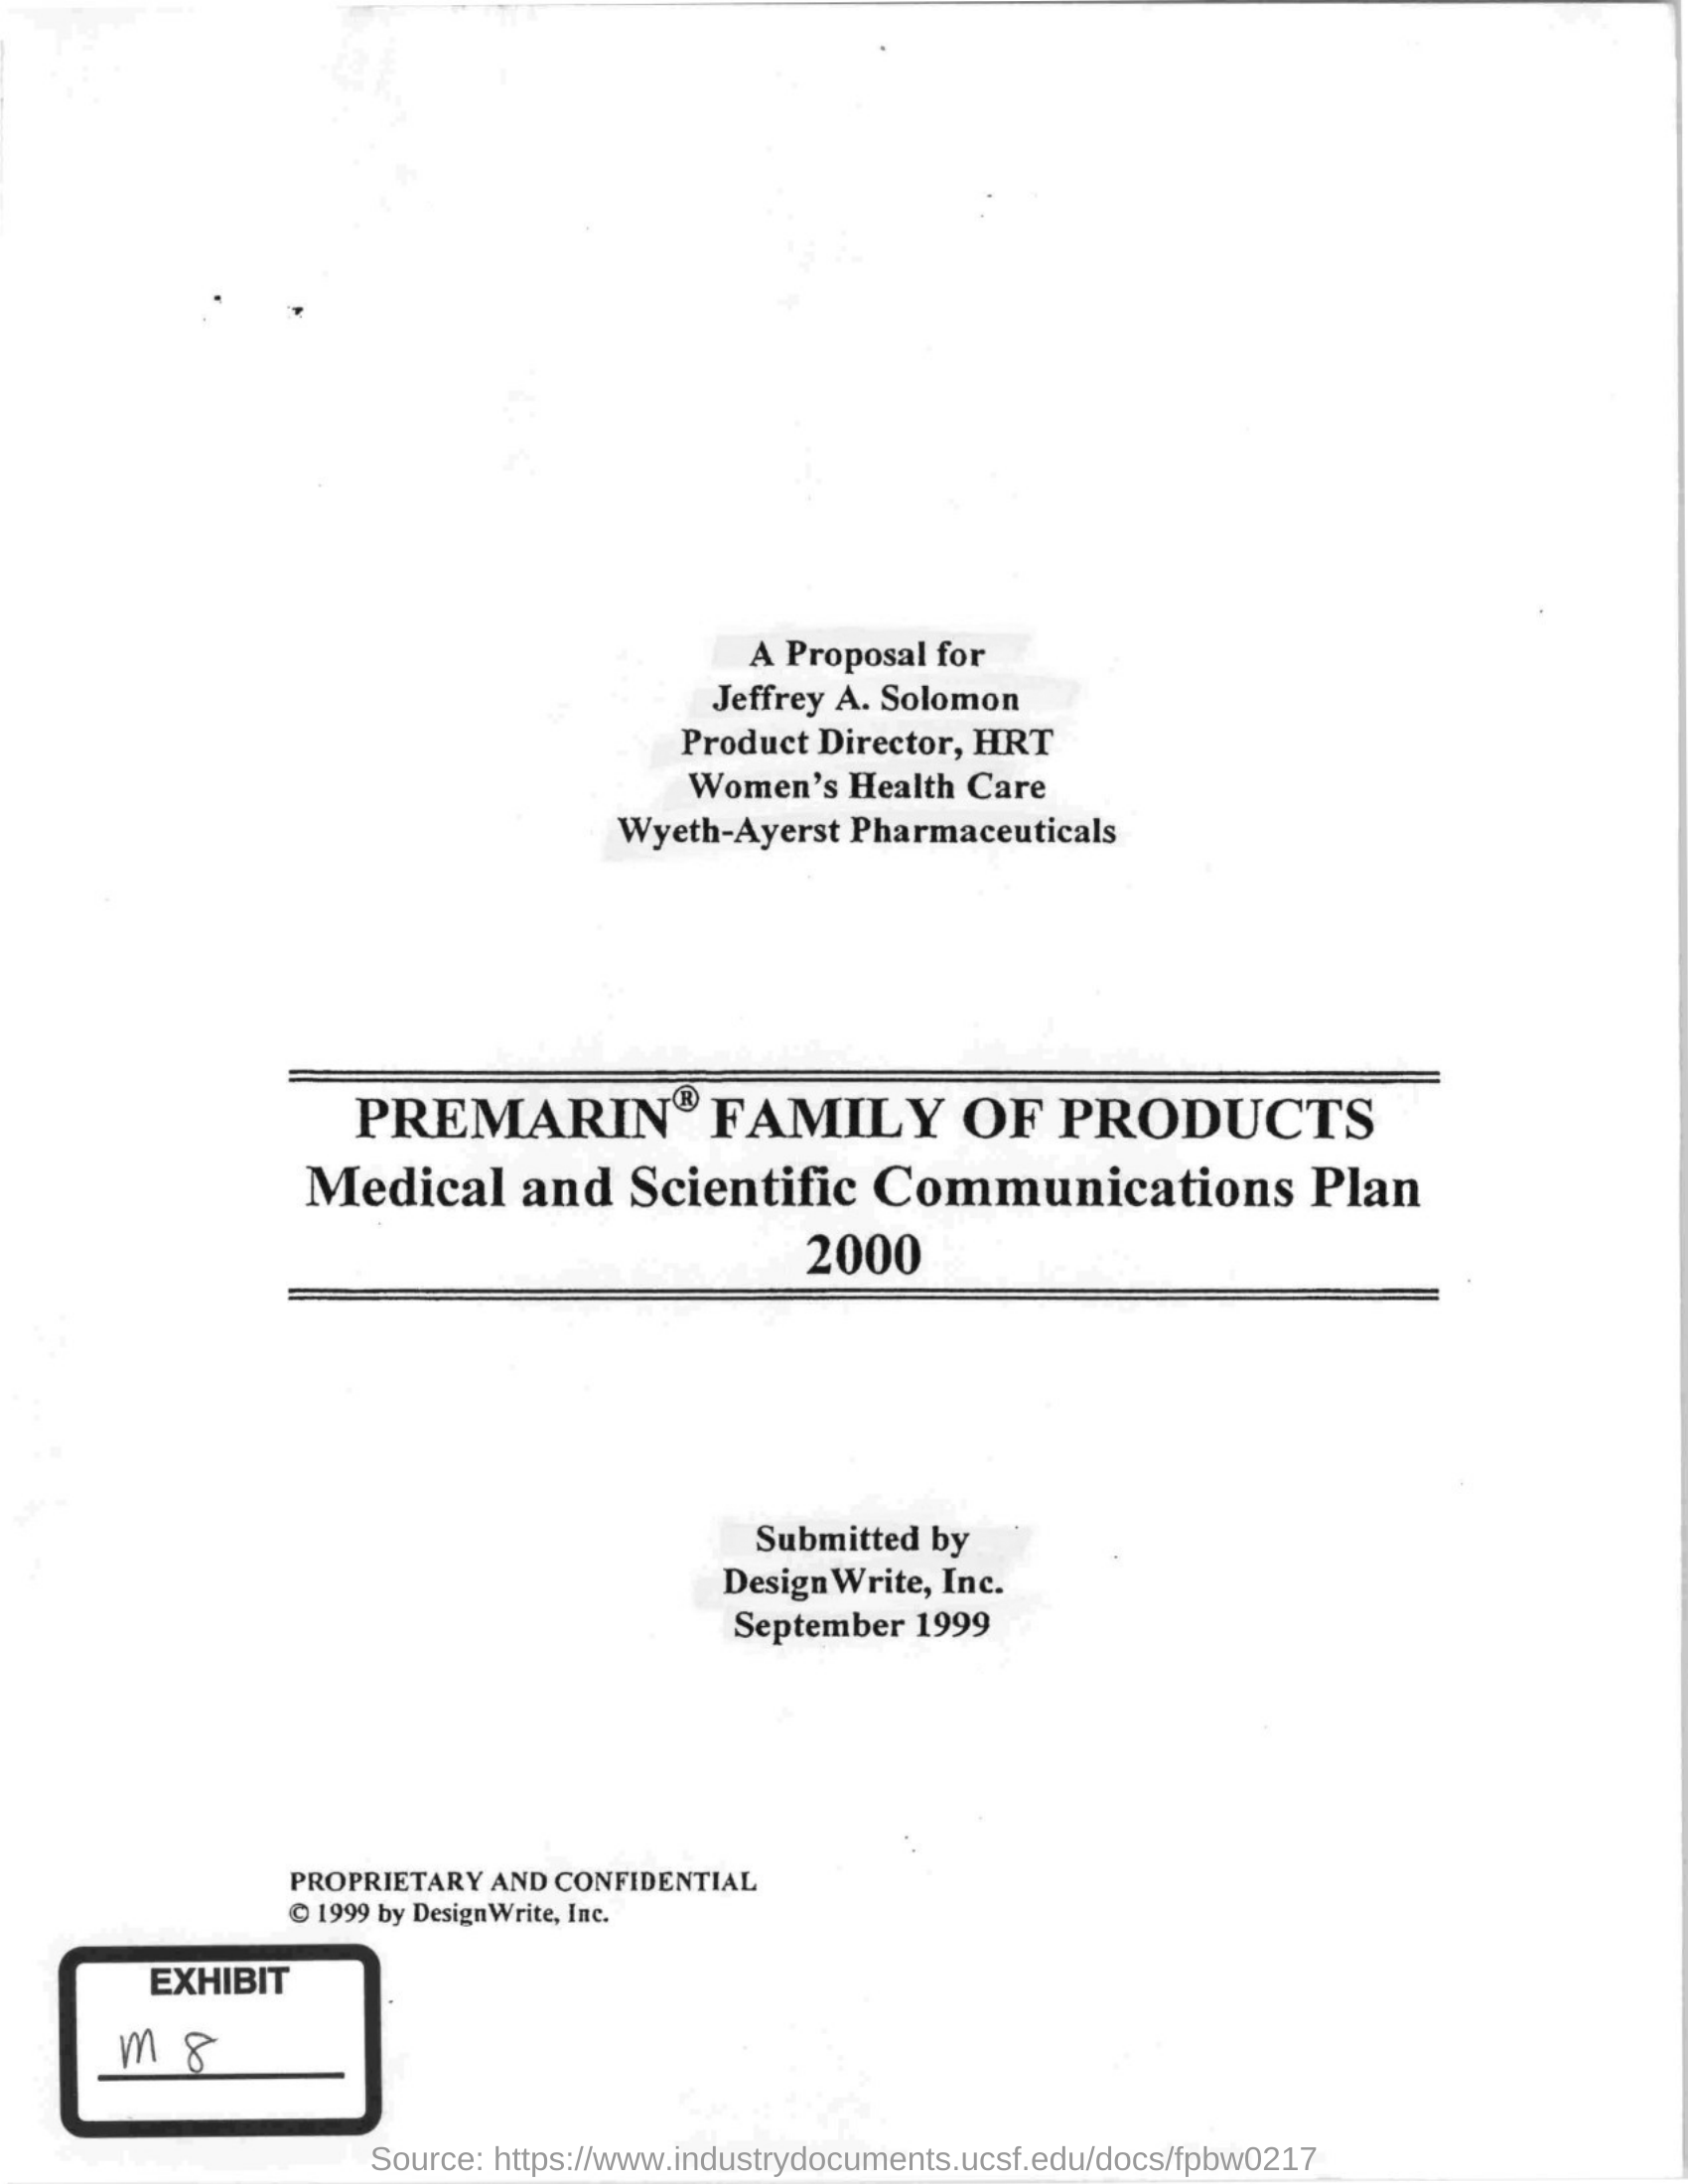 A Proposal for
Jeffrey A. Solomon
Product Director, HRT
Women's Health Care
Wyeth-Ayerst Pharmaceuticals
PREMARIN® FAMILY OF PRODUCTS
Medical and Scientific Communications Plan
2000
Submitted by
DesignWrite, Inc.
September 1999
PROPRIETARY AND CONFIDENTIAL
© 1999 by DesignWrite, Inc.
EXHIBIT
M 8
Source: https://www.industrydocuments.ucsf.edu/docs/fpbw0217